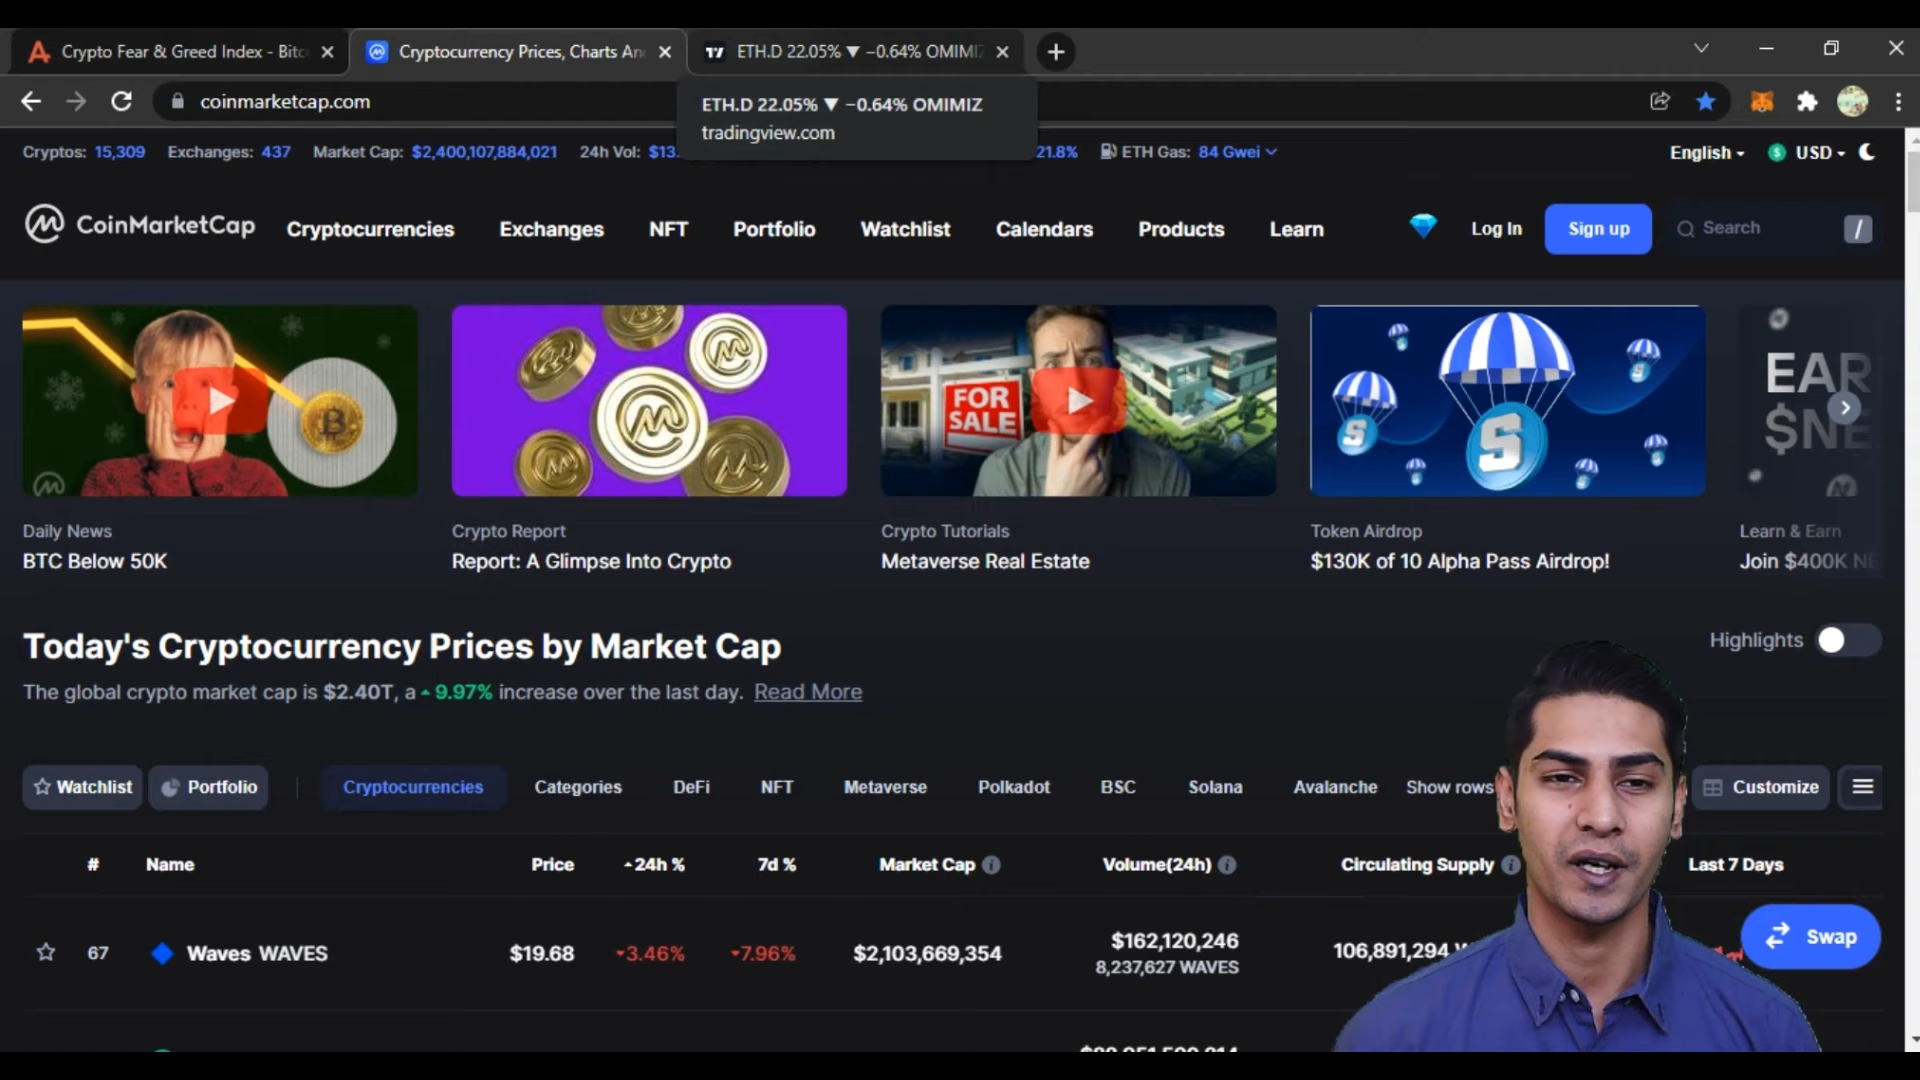 Crypto Fear & Greed Index - Bitc
Cryptocurrency Prices, Charts An
ETH.D 22.05% ▼ −0.64% OMIMIZ
coinmarketcap.com
ETH.D 22.05% ▼ −0.64% OMIMIZ
tradingview.com
Cryptos: 15,309 Exchanges: 437 Market Cap: $2,400,107,884,021 24h Vol: $13 21.8% ETH Gas: 84 Gwei
English USD
CoinMarketCap
Cryptocurrencies Exchanges NFT Portfolio Watchlist Calendars Products Learn
Log In Sign up Search /
FOR
SALE
S
S
EAR
$NE
Daily News
BTC Below 50K
Crypto Report
Report: A Glimpse Into Crypto
Crypto Tutorials
Metaverse Real Estate
Token Airdrop
$130K of 10 Alpha Pass Airdrop!
Learn & Earn
Join $400K NE
Today's Cryptocurrency Prices by Market Cap
Highlights
The global crypto market cap is $2.40T, a 9.97% increase over the last day. Read More
Watchlist Portfolio Cryptocurrencies Categories DeFi NFT Metaverse Polkadot BSC Solana Avalanche Show rows Customize
# Name Price 24h % 7d % Market Cap Volume(24h) Circulating Supply Last 7 Days
67 Waves WAVES $19.68 3.46% 7.96% $2,103,669,354 $162,120,246 106,891,294
8,237,627 WAVES
Swap